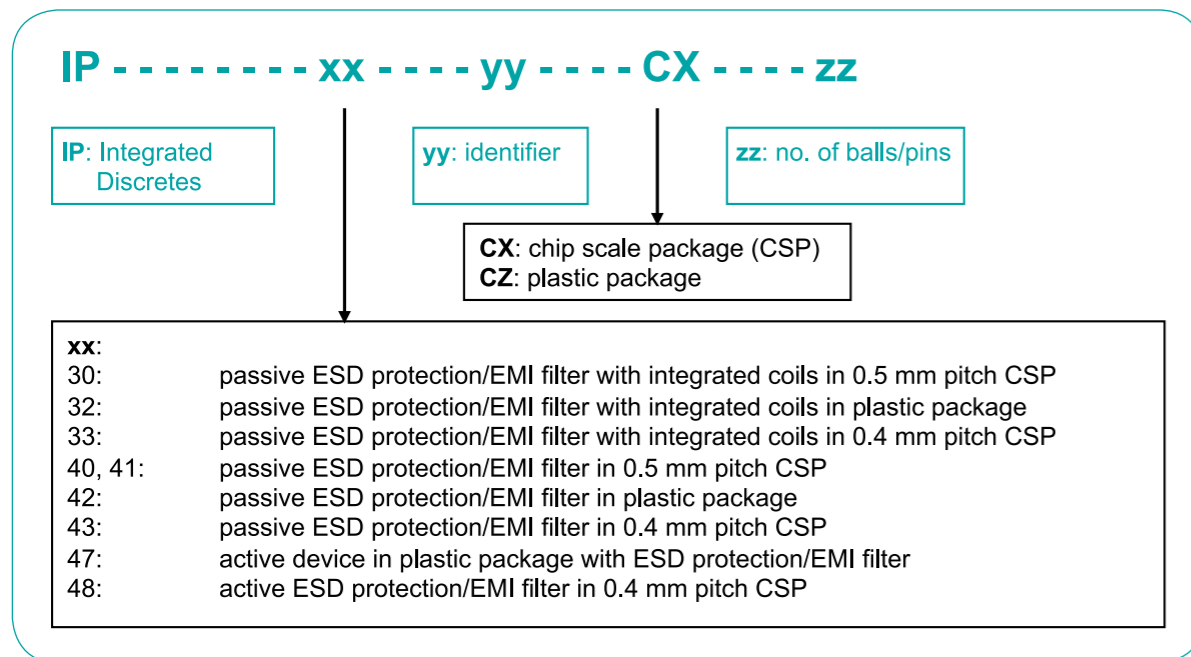 IP - - - - - - - - - xx - - - - yy - - - - CX - - - - zz
IP: Integrated
Discretes
yy: identifier
zz: no. of balls/pins
CX: chip scale package (CSP)
CZ: plastic package
xx:
30: passive ESD protection/EMI filter with integrated coils in 0.5 mm pitch CSP
32: passive ESD protection/EMI filter with integrated coils in plastic package
33: passive ESD protection/EMI filter with integrated coils in 0.4 mm pitch CSP
40, 41: passive ESD protection/EMI filter in 0.5 mm pitch CSP
42: passive ESD protection/EMI filter in plastic package
43: passive ESD protection/EMI filter in 0.4 mm pitch CSP
47: active device in plastic package with ESD protection/EMI filter
48: active ESD protection/EMI filter in 0.4 mm pitch CSP